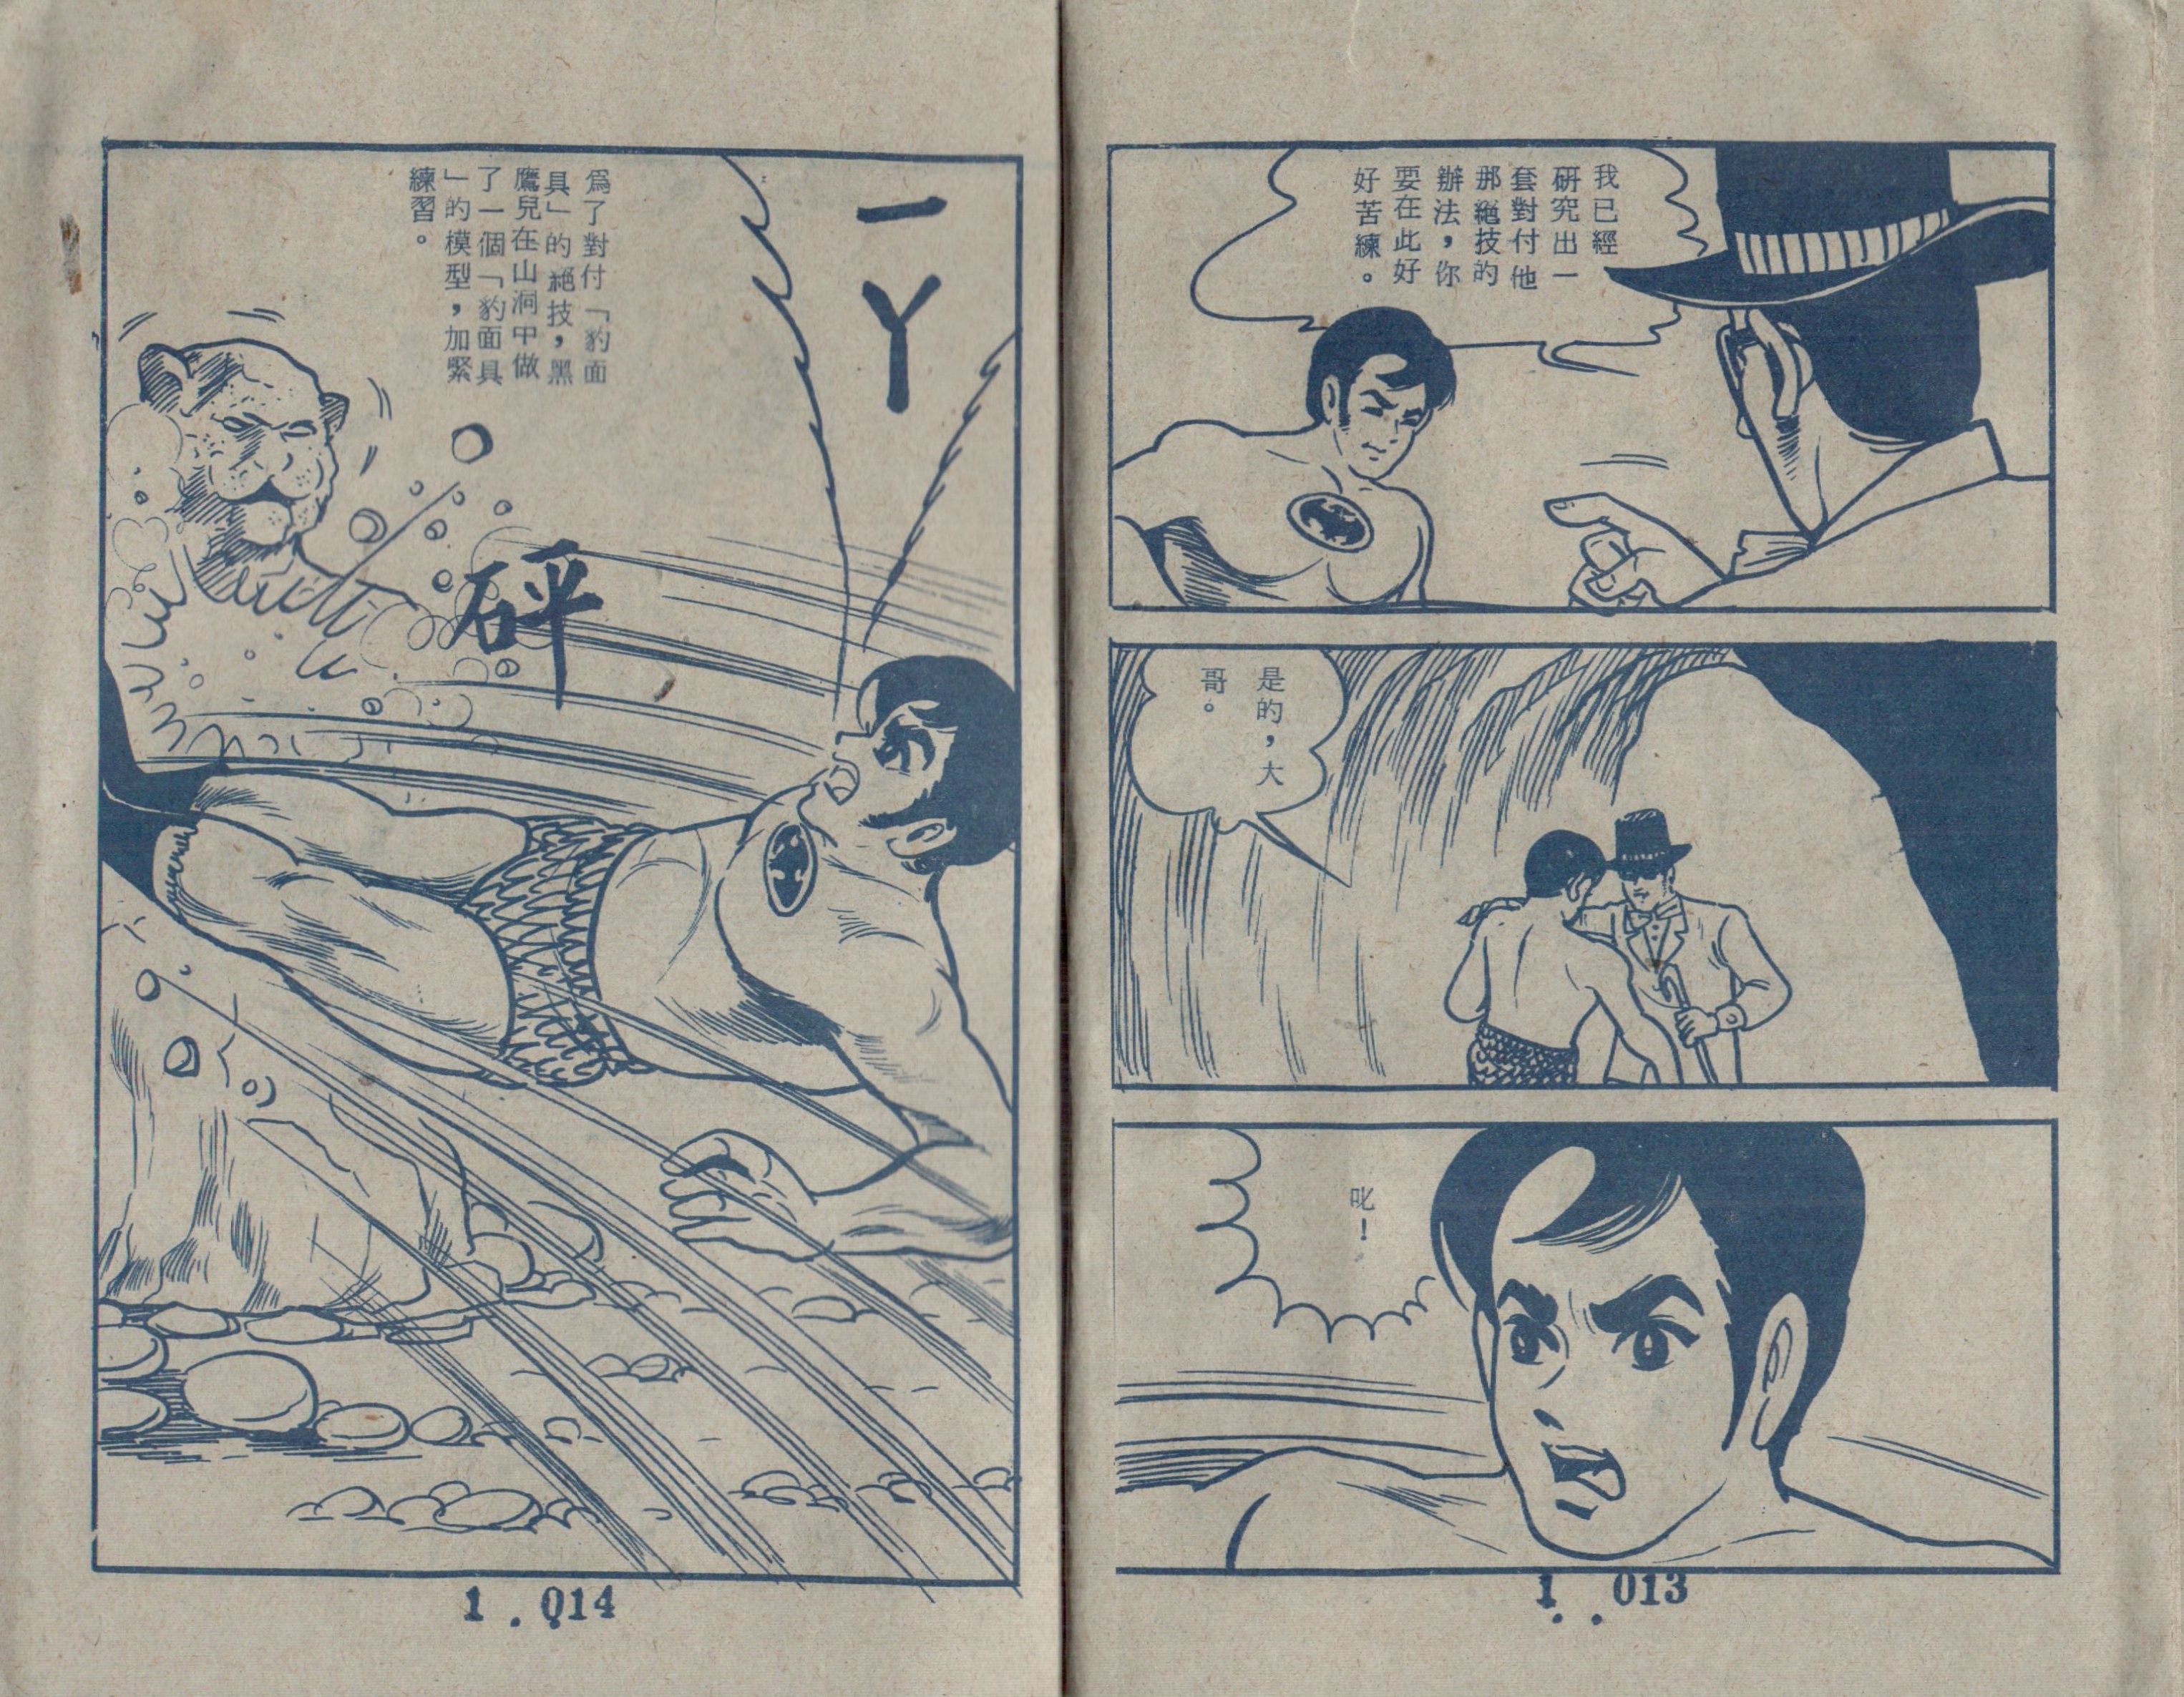 我已經
研究出一
套對付他
那絕技的
辦法，你
要在此好
好苦練。
是的，大
哥。
叱！
1 . 013
一丫
為了對付「豹面
具」的絕技，黑
鷹兒在山洞中做
了一個「豹面具
」的模型，加緊
練習。
砰
1 . 014